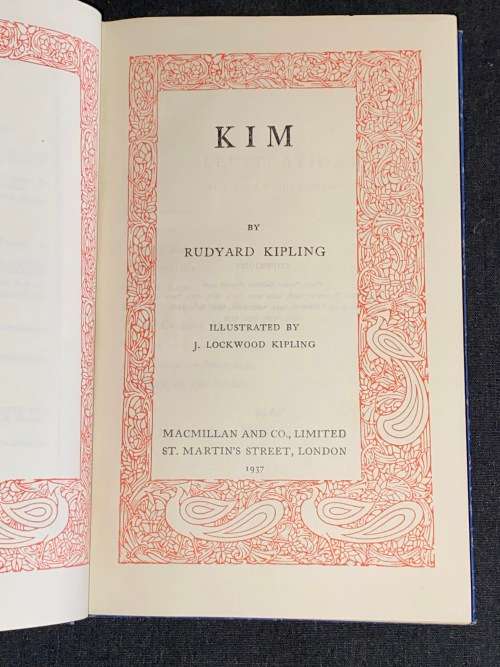 KIM
BY
RUDYARD KIPLING
ILLUSTRATED BY
J. LOCKWOOD KIPLING
MACMILLAN AND CO., LIMITED
ST. MARTIN'S STREET, LONDON
1937